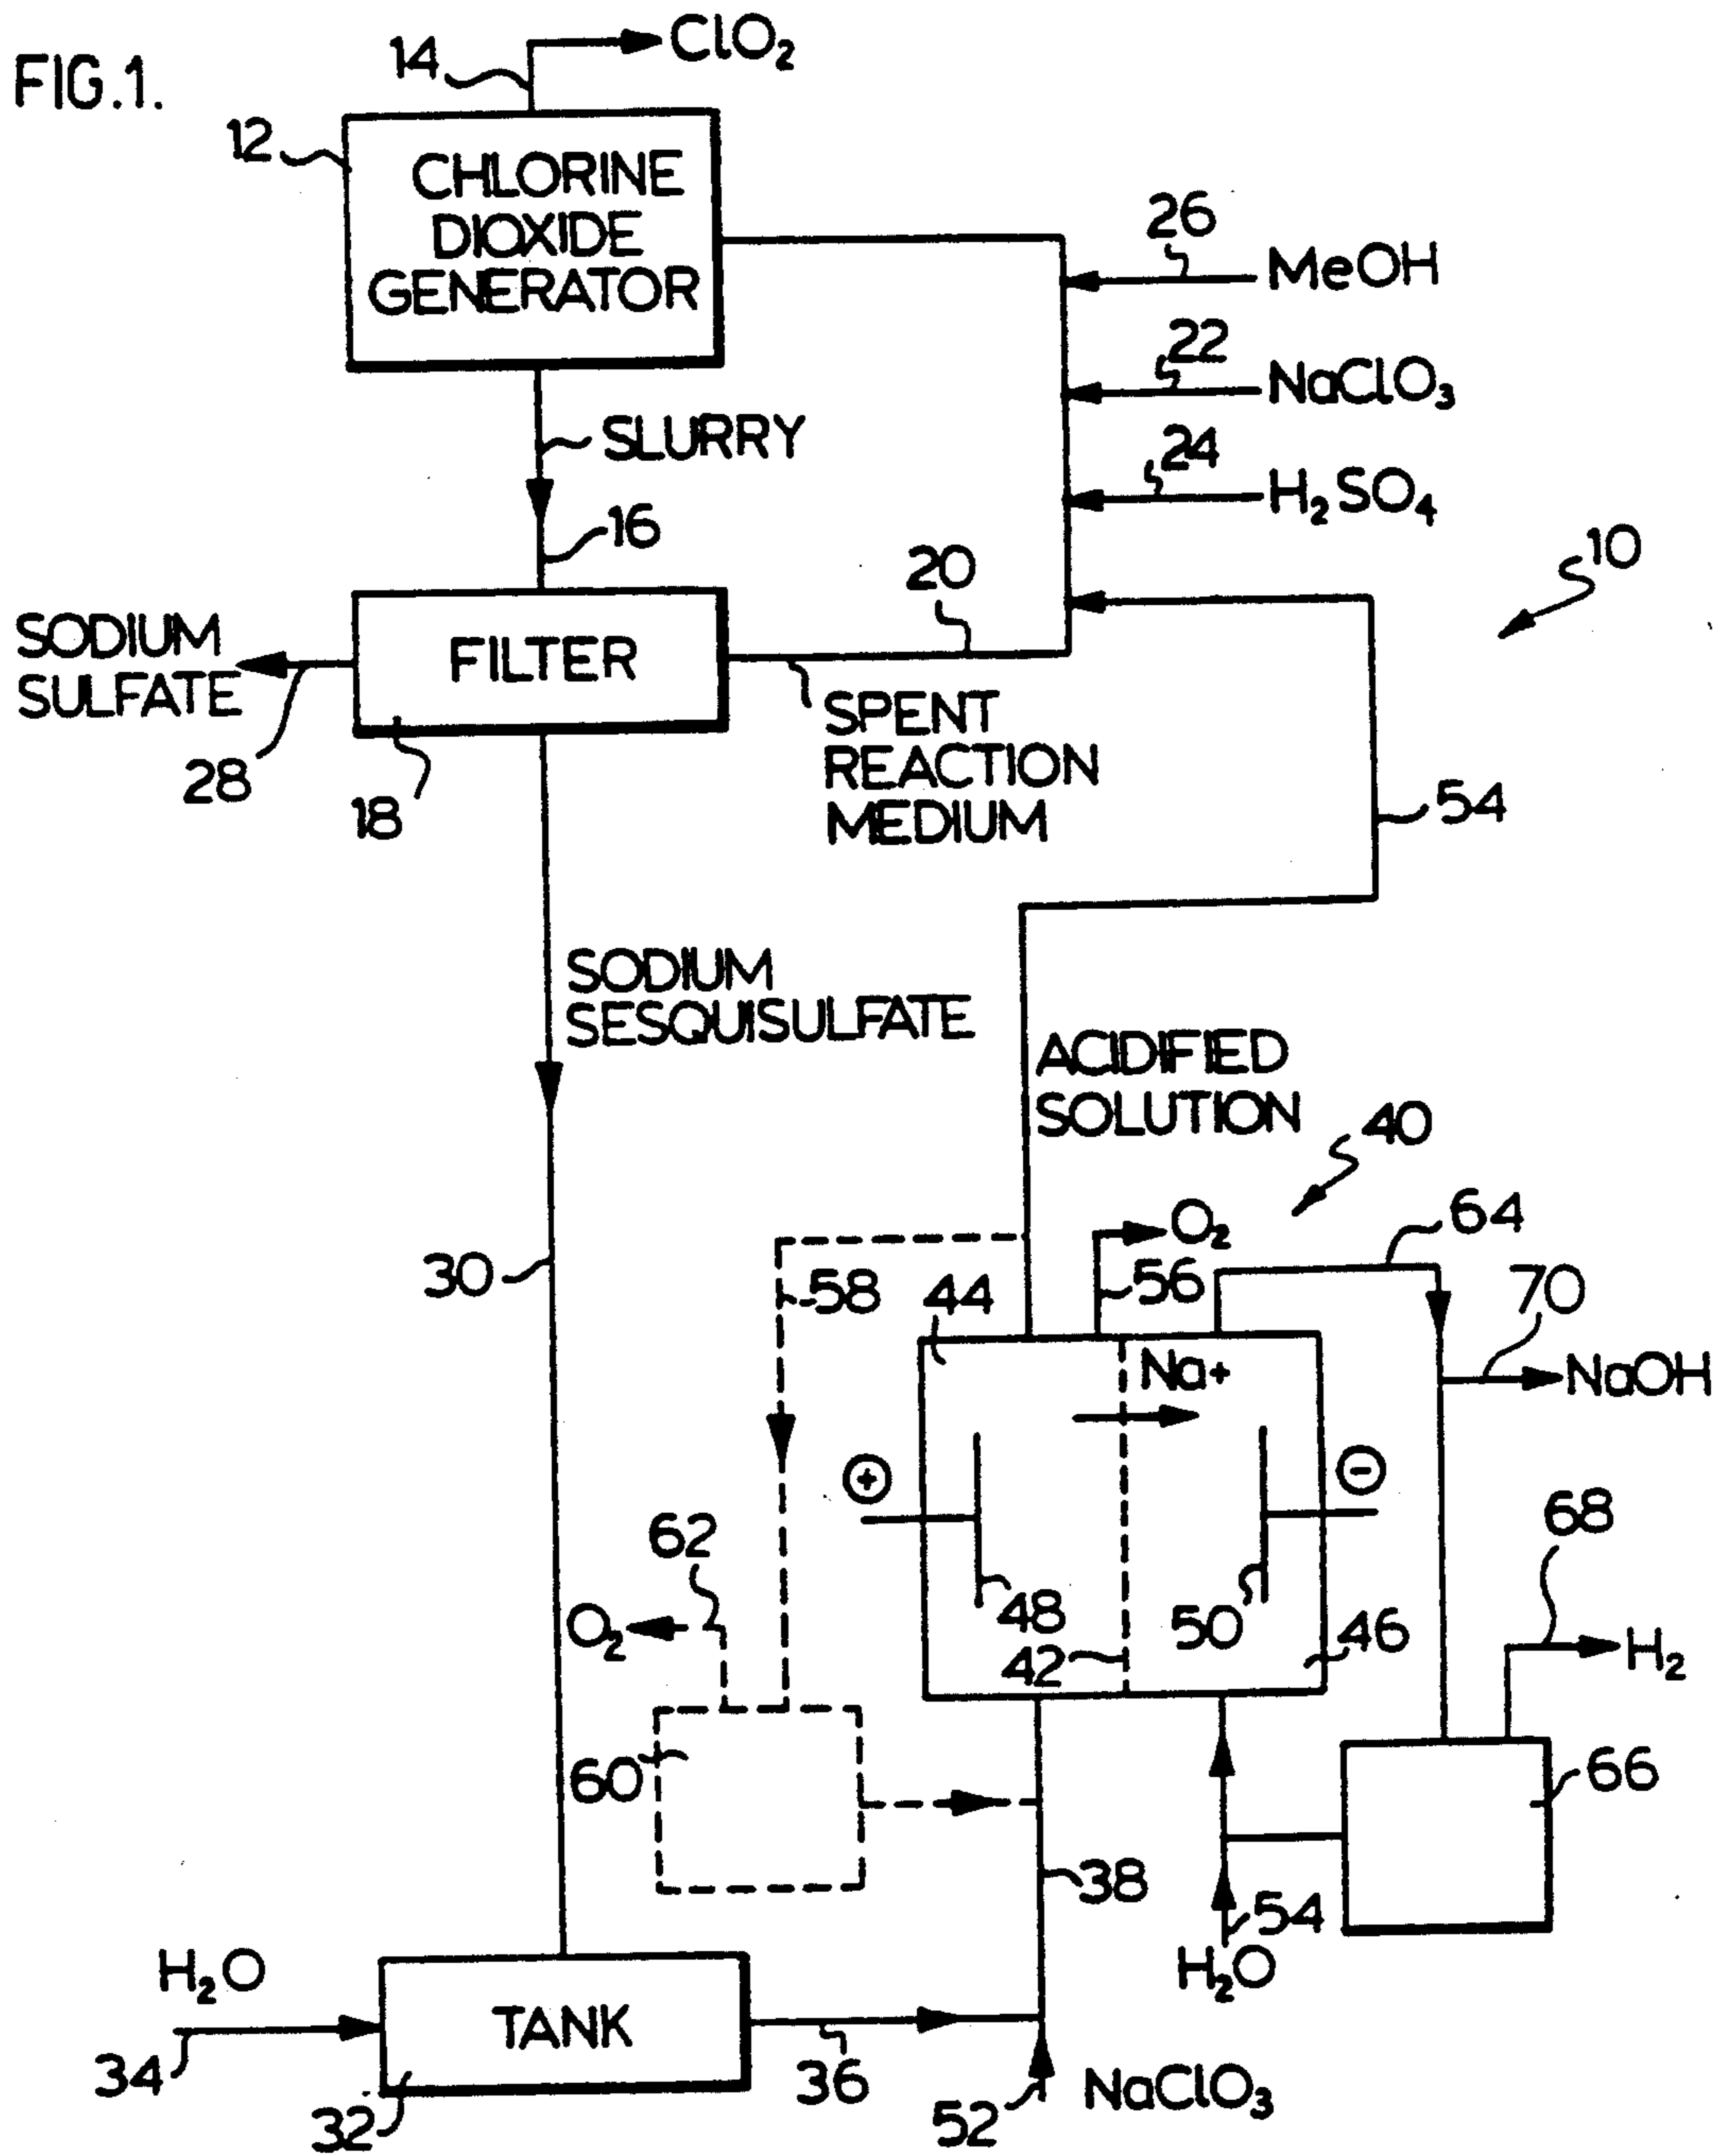 FIG.1.
14
ClO2
12
CHLORINE
DIOXIDE
GENERATOR
26
MeOH
22
NaClO3
SLURRY
24
H2SO4
16
10
20
SODIUM
SULFATE
FILTER
28
18
SPENT
REACTION
MEDIUM
54
SODIUM
SESQUISULFATE
ACIDIFIED
SOLUTION
40
64
O2
30
58
44
56
70
Na+
NaOH
+
-
68
62
O2
48
50
46
42
H2
60
66
38
54
H2O
H2O
TANK
34
36
NaClO3
32
52